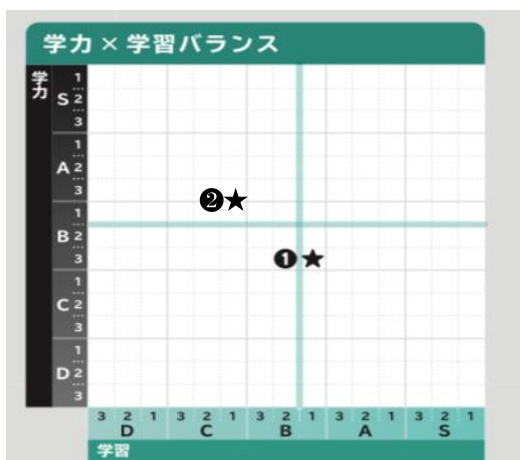 学力 × 学習バランス
学力
S 1 2 3
A 1 2 3
B 1 2 3
C 1 2 3
D 1 2 3
❷★
❶★
3 2 1 3 2 1 3 2 1 3 2 1 3 2 1
D C B A S
学習